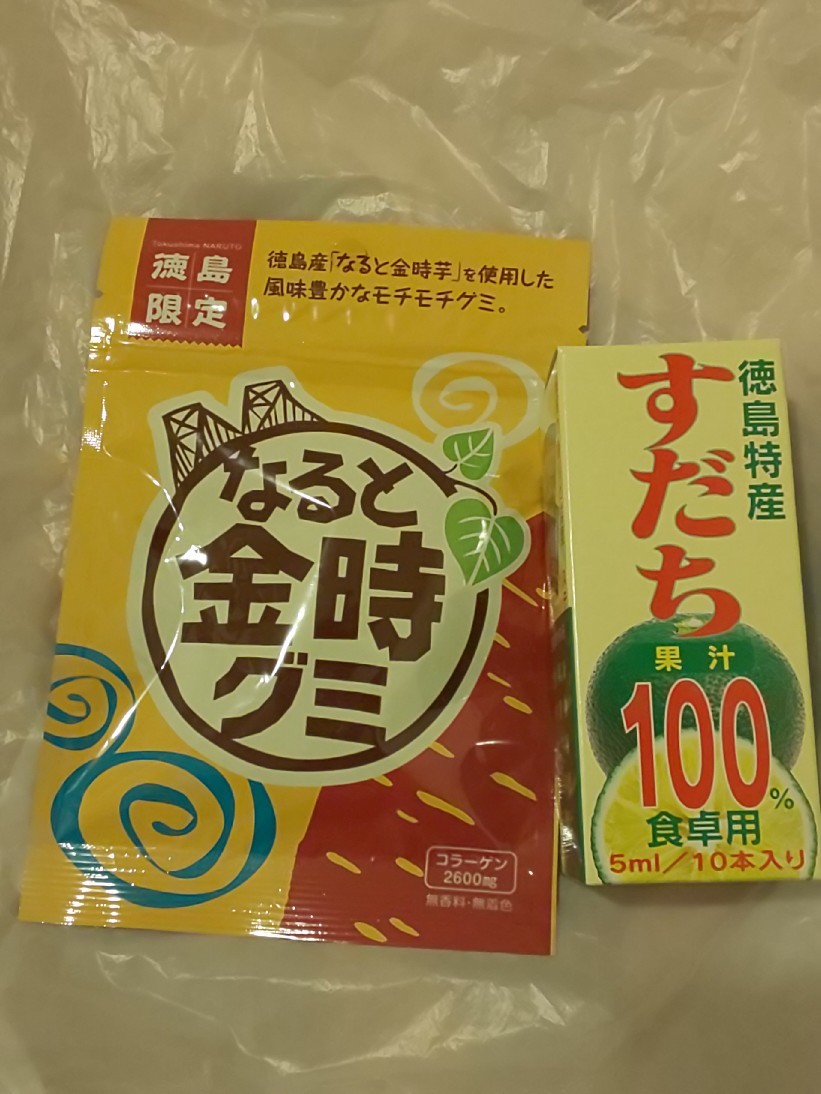 Tokushima NARUTO
徳島
限定
徳島産「なると金時芋」を使用した
風味豊かなモチモチグミ。
なると
金時
グミ
コラーゲン
2600mg
無香料・無着色
徳島特産
すだち
果汁
100%
食卓用
5ml/10本入り